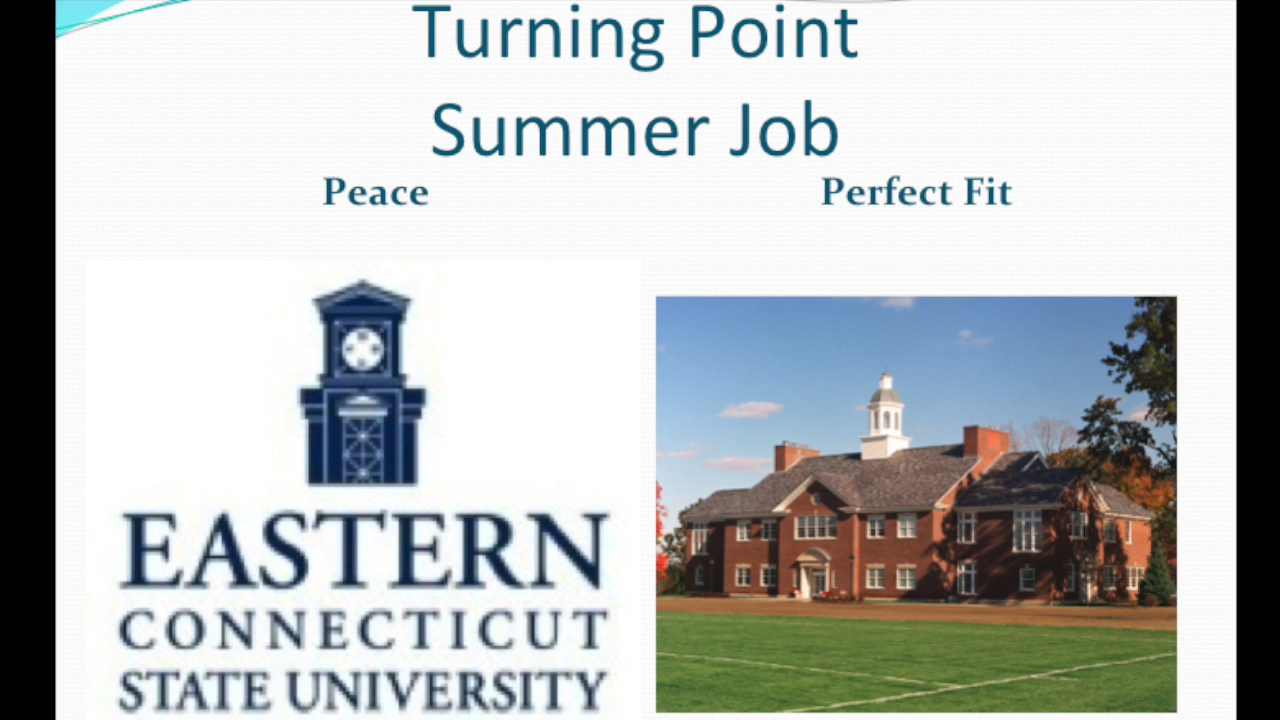 Turning Point
Summer Job
Peace
Perfect Fit
EASTERN
CONNECTICUT
STATE UNIVERSITY